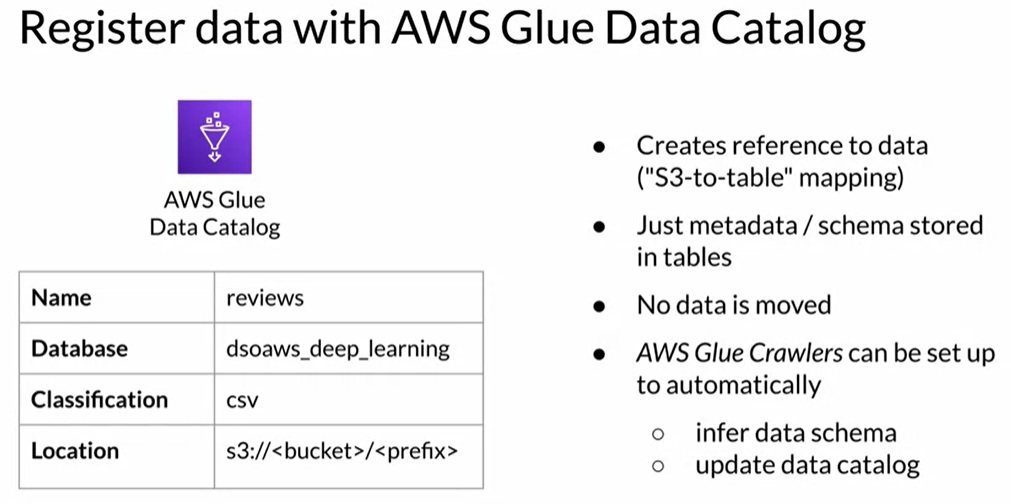 Register data with AWS Glue Data Catalog
AWS Glue
Data Catalog
Name reviews
Database dsoaws_deep_learning
Classification csv
Location s3://<bucket>/<prefix>
● Creates reference to data
("S3-to-table" mapping)
● Just metadata / schema stored
in tables
● No data is moved
● AWS Glue Crawlers can be set up
to automatically
○ infer data schema
○ update data catalog